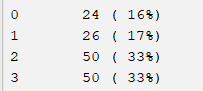 0 24 ( 16%)
1 26 ( 17%)
2 50 ( 33%)
3 50 ( 33%)